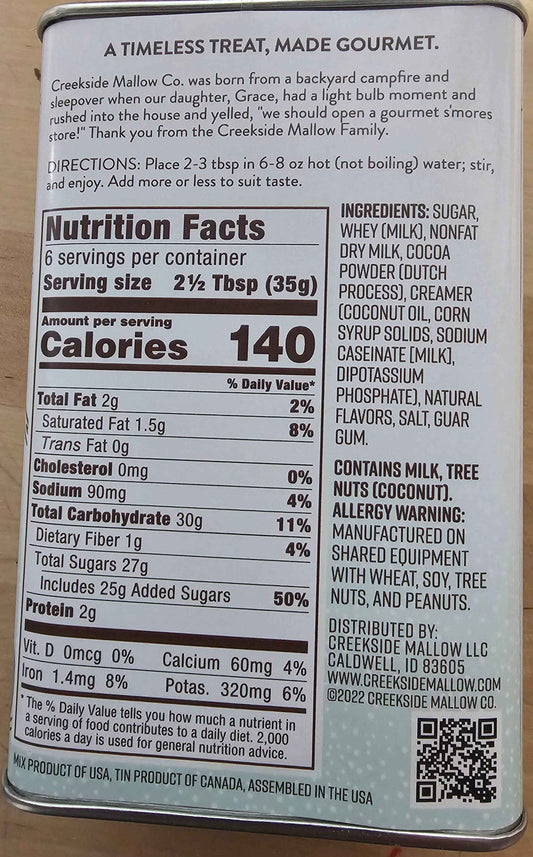 A TIMELESS TREAT, MADE GOURMET.
Creekside Mallow Co. was born from a backyard campfire and
sleepover when our daughter, Grace, had a light bulb moment and
rushed into the house and yelled, "we should open a gourmet s'mores
store!" Thank you from the Creekside Mallow Family.
DIRECTIONS: Place 2-3 tbsp in 6-8 oz hot (not boiling) water; stir,
and enjoy. Add more or less to suit taste.
Nutrition Facts
6 servings per container
Serving size 2½ Tbsp (35g)
Amount per serving
Calories 140
% Daily Value*
Total Fat 2g 2%
Saturated Fat 1.5g 8%
Trans Fat 0g
Cholesterol 0mg 0%
Sodium 90mg 4%
Total Carbohydrate 30g 11%
Dietary Fiber 1g 4%
Total Sugars 27g
Includes 25g Added Sugars 50%
Protein 2g
Vit. D 0mcg 0% Calcium 60mg 4%
Iron 1.4mg 8% Potas. 320mg 6%
* The % Daily Value tells you how much a nutrient in
a serving of food contributes to a daily diet. 2,000
calories a day is used for general nutrition advice.
INGREDIENTS: SUGAR,
WHEY (MILK), NONFAT
DRY MILK, COCOA
POWDER (DUTCH
PROCESS), CREAMER
(COCONUT OIL, CORN
SYRUP SOLIDS, SODIUM
CASEINATE [MILK],
DIPOTASSIUM
PHOSPHATE), NATURAL
FLAVORS, SALT, GUAR
GUM.
CONTAINS MILK, TREE
NUTS (COCONUT).
ALLERGY WARNING:
MANUFACTURED ON
SHARED EQUIPMENT
WITH WHEAT, SOY, TREE
NUTS, AND PEANUTS.
DISTRIBUTED BY:
CREEKSIDE MALLOW LLC
CALDWELL, ID 83605
WWW.CREEKSIDEMALLOW.COM
©2022 CREEKSIDE MALLOW CO.
MIX PRODUCT OF USA, TIN PRODUCT OF CANADA, ASSEMBLED IN THE USA